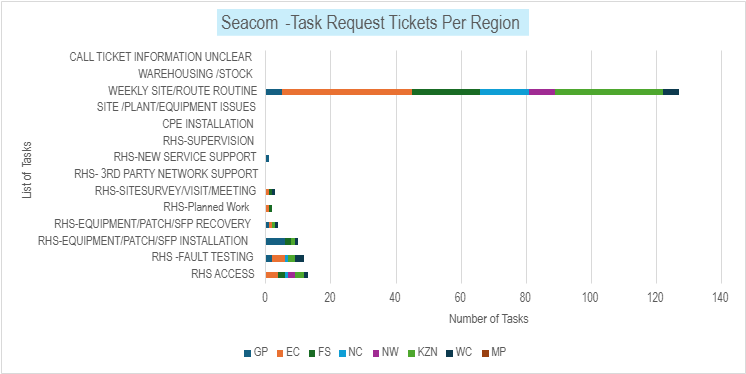 Seacom -Task Request Tickets Per Region
CALL TICKET INFORMATION UNCLEAR
WAREHOUSING /STOCK
WEEKLY SITE/ROUTE ROUTINE
SITE /PLANT/EQUIPMENT ISSUES
CPE INSTALLATION
RHS-SUPERVISION
RHS-NEW SERVICE SUPPORT
RHS- 3RD PARTY NETWORK SUPPORT
RHS-SITESURVEY/VISIT/MEETING
RHS-Planned Work
RHS-EQUIPMENT/PATCH/SFP RECOVERY
RHS-EQUIPMENT/PATCH/SFP INSTALLATION
RHS -FAULT TESTING
RHS ACCESS
List of Tasks
0 20 40 60 80 100 120 140
Number of Tasks
GP EC FS NC NW KZN WC MP